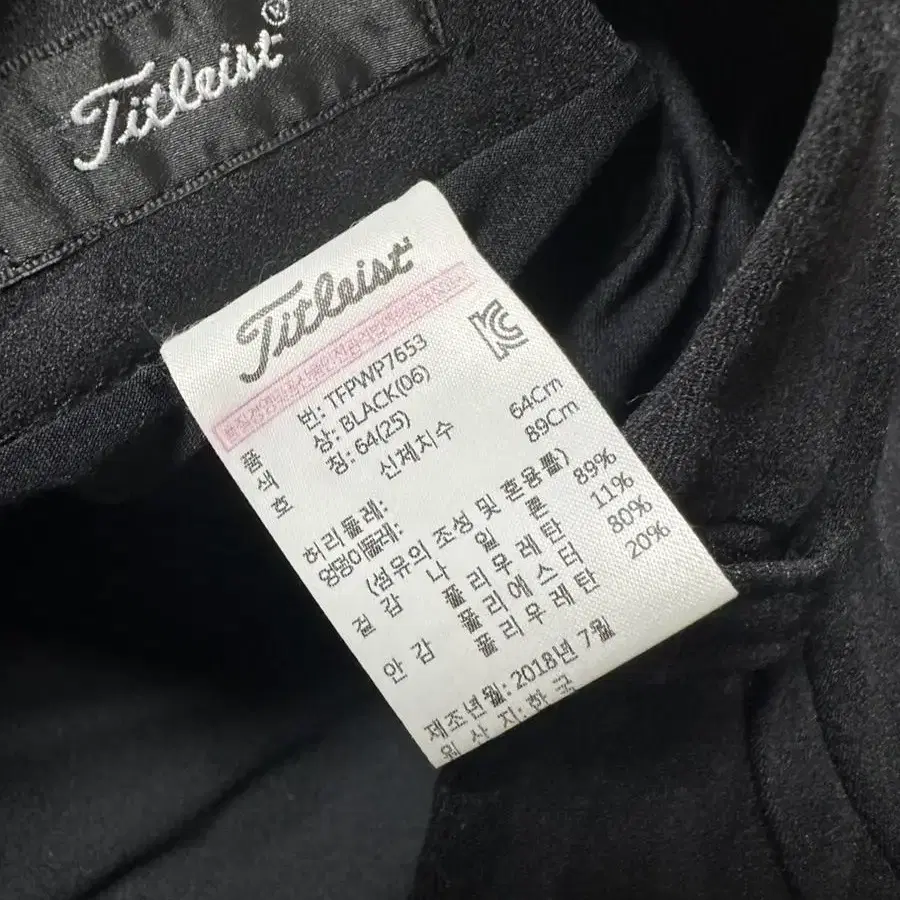 Titleist®
Titleist
품 번: TFPWP7653
색 상: BLACK(06)
호 칭: 64(25)
신체치수
허리둘레: 64Cm
엉덩이둘레: 89Cm
(섬유의 조성 및 혼용률)
겉 감 나 일 론 89%
폴리우레탄 11%
안 감 폴리에스터 80%
폴리우레탄 20%
제조년월: 2018년 7월
원 산 지: 한 국